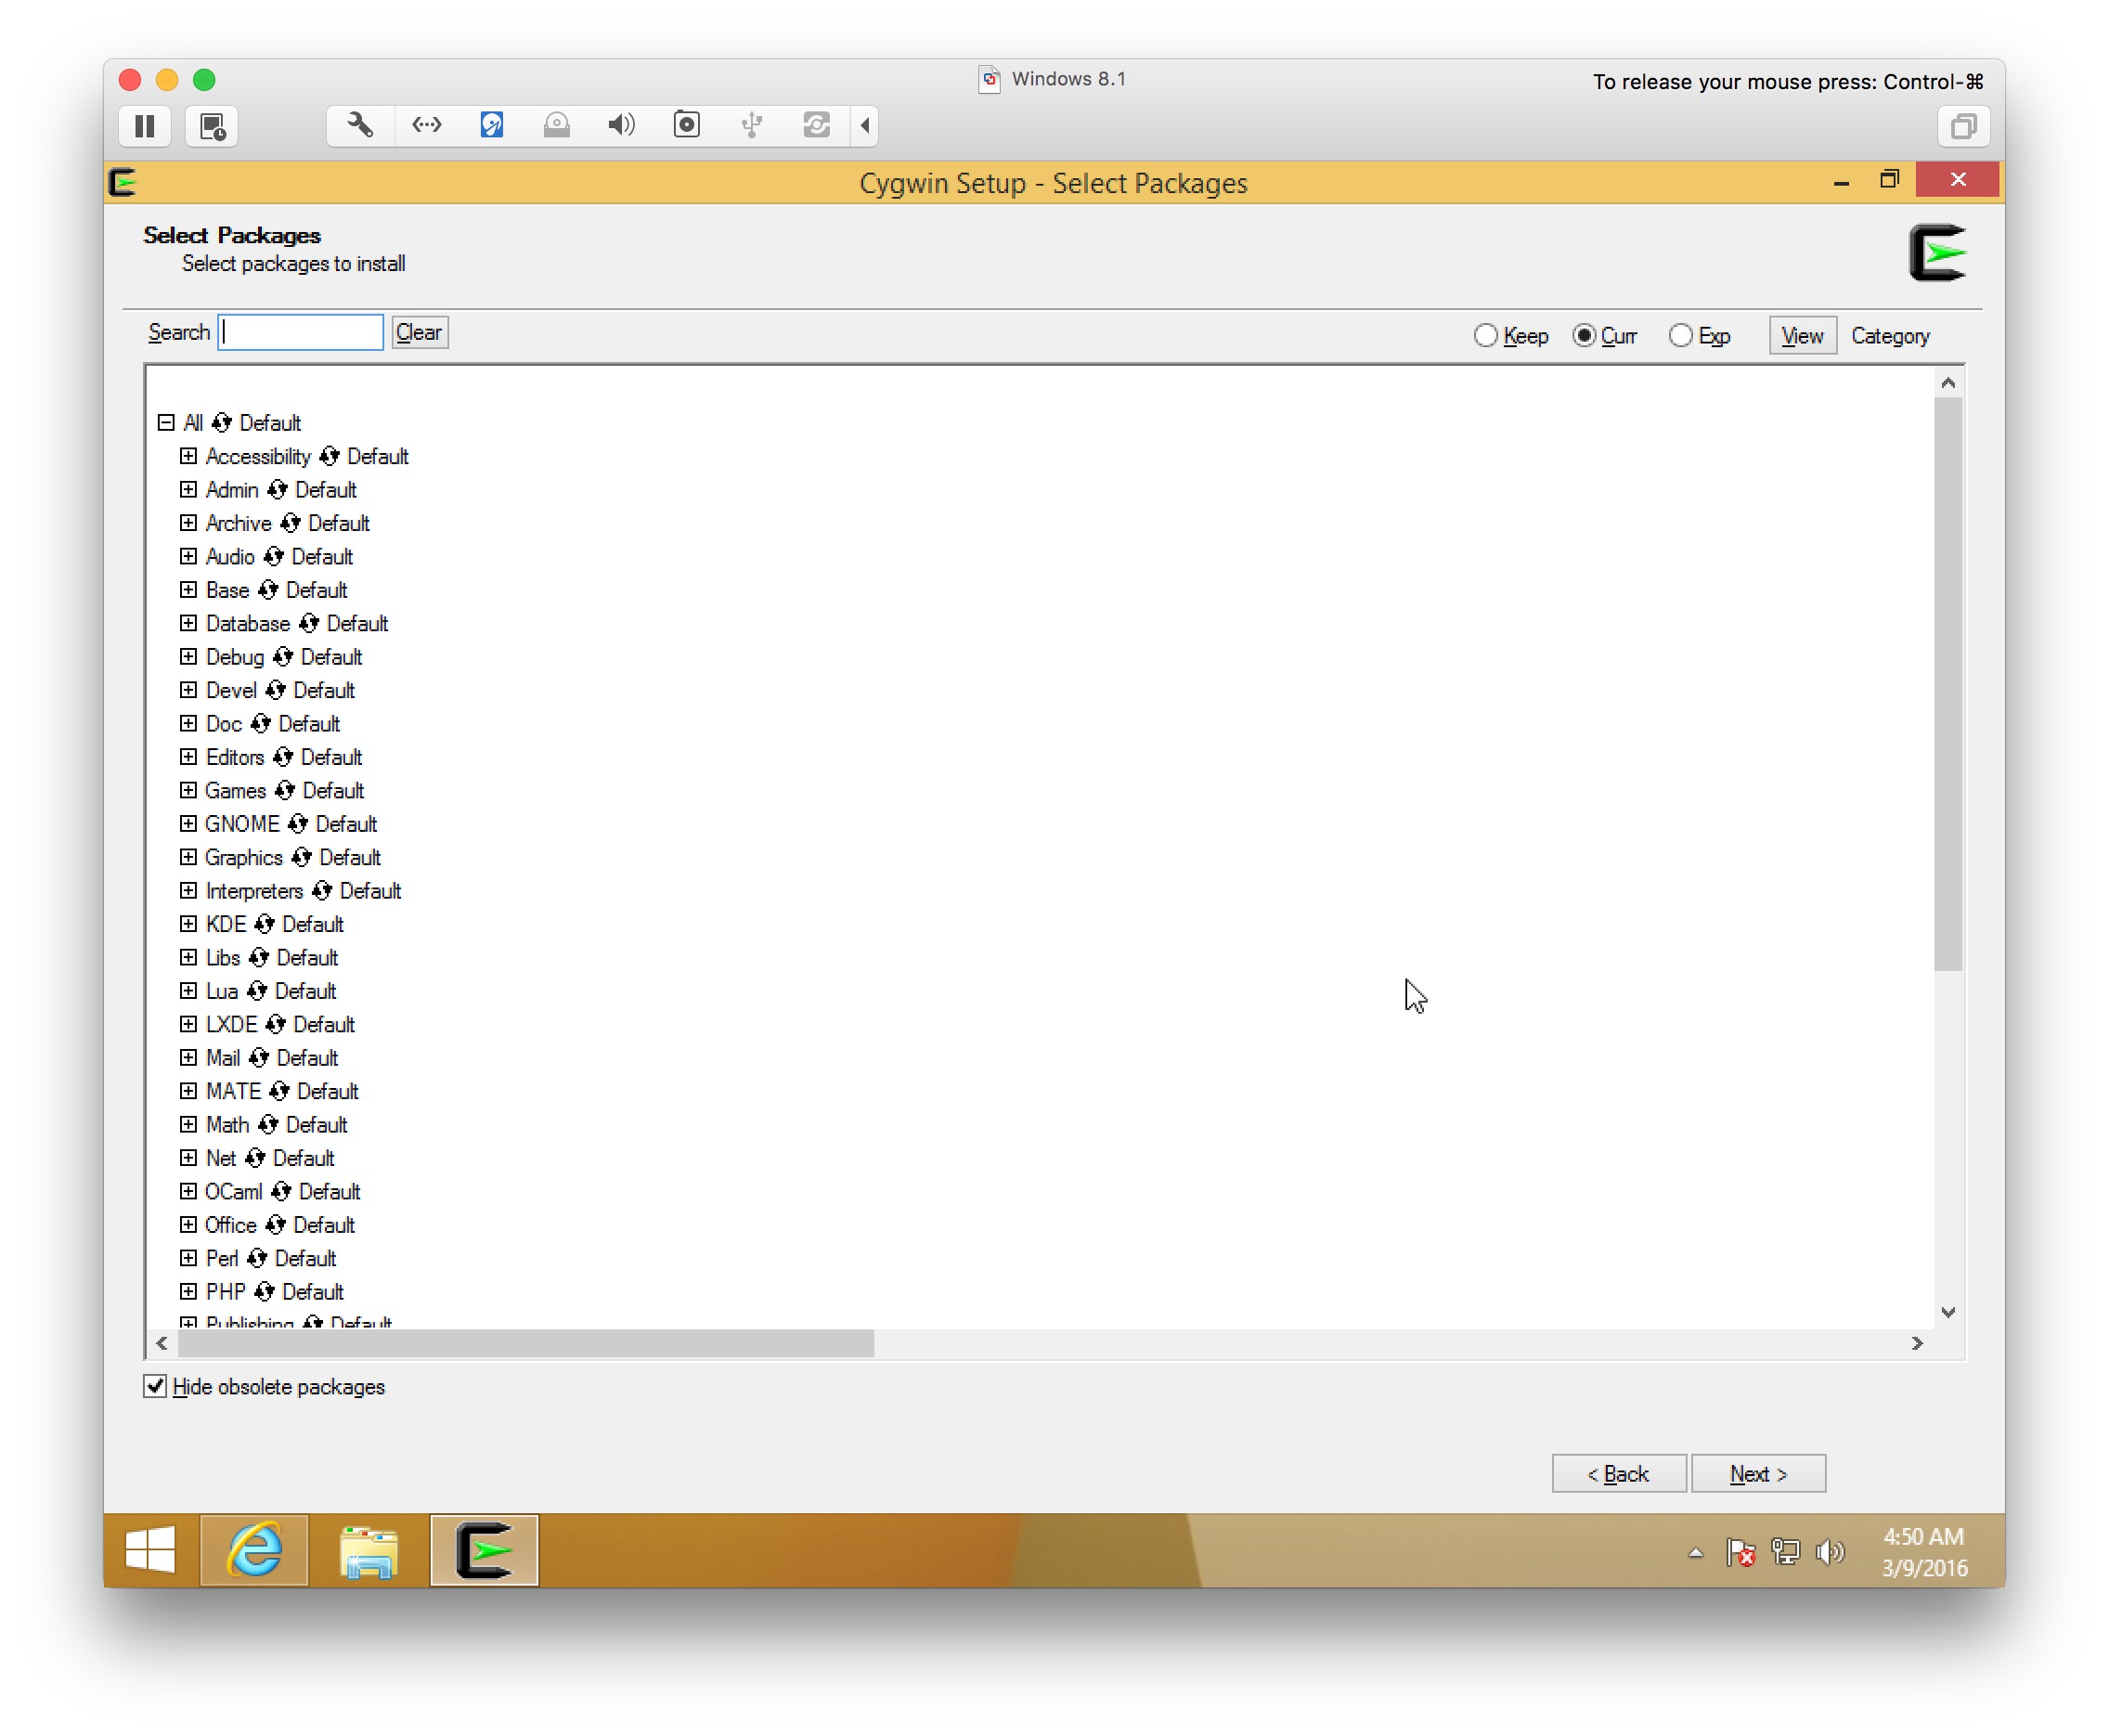 Windows 8.1
To release your mouse press: Control-⌘
Cygwin Setup - Select Packages
Select Packages
Select packages to install
Search Clear Keep Curr Exp View Category
All Default
Accessibility Default
Admin Default
Archive Default
Audio Default
Base Default
Database Default
Debug Default
Devel Default
Doc Default
Editors Default
Games Default
GNOME Default
Graphics Default
Interpreters Default
KDE Default
Libs Default
Lua Default
LXDE Default
Mail Default
MATE Default
Math Default
Net Default
OCaml Default
Office Default
Perl Default
PHP Default
Publishing Default
Hide obsolete packages
< Back Next >
4:50 AM
3/9/2016